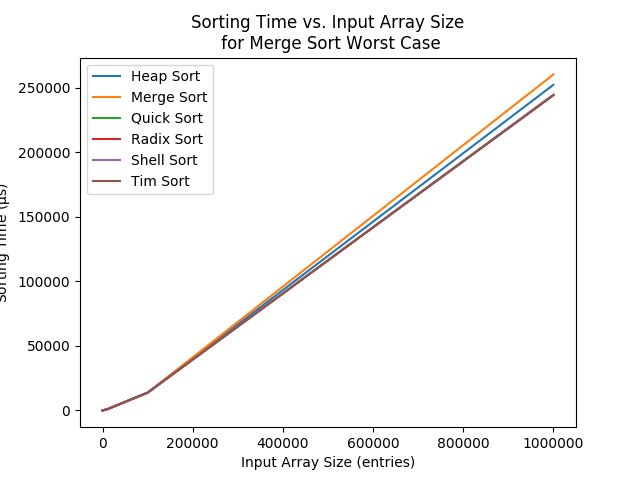 Sorting Time vs. Input Array Size
for Merge Sort Worst Case
Heap Sort
Merge Sort
Quick Sort
Radix Sort
Shell Sort
Tim Sort
250000
200000
150000
100000
50000
0
Sorting Time (µs)
0 200000 400000 600000 800000 1000000
Input Array Size (entries)